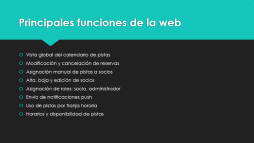 Principales funciones de la web
Vista global del calendario de pistas
Modificación y cancelación de reservas
Asignación manual de pistas a socios
Alta, baja y edición de socios
Asignación de roles: socio, administrador
Envío de notificaciones push
Uso de pistas por franja horaria
Horarios y disponibilidad de pistas